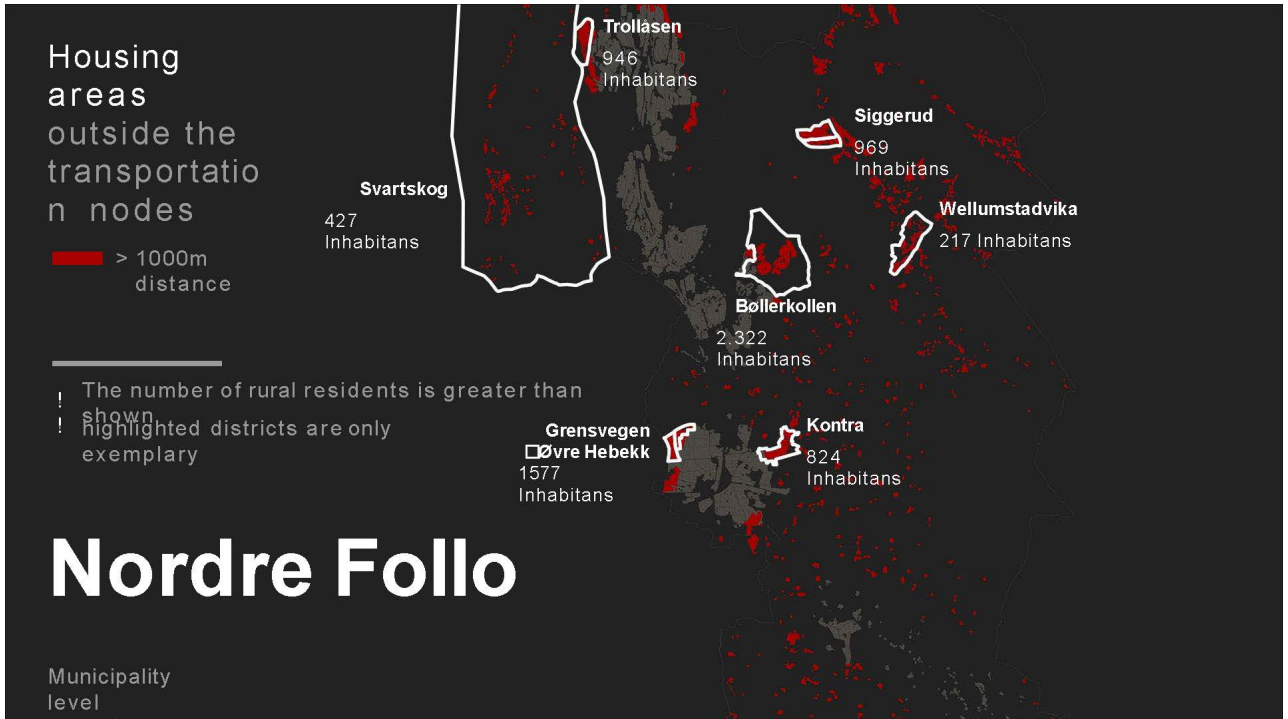 Housing
areas
outside the
transportatio
n nodes
> 1000m
distance
! The number of rural residents is greater than
shown
! highlighted districts are only
exemplary
Nordre Follo
Municipality
level
Trollåsen
946
Inhabitans
Siggerud
969
Inhabitans
Svartskog
427
Inhabitans
Wellumstadvika
217 Inhabitans
Bøllerkollen
2.322
Inhabitans
Grensvegen
□Øvre Hebekk
1577
Inhabitans
Kontra
824
Inhabitans